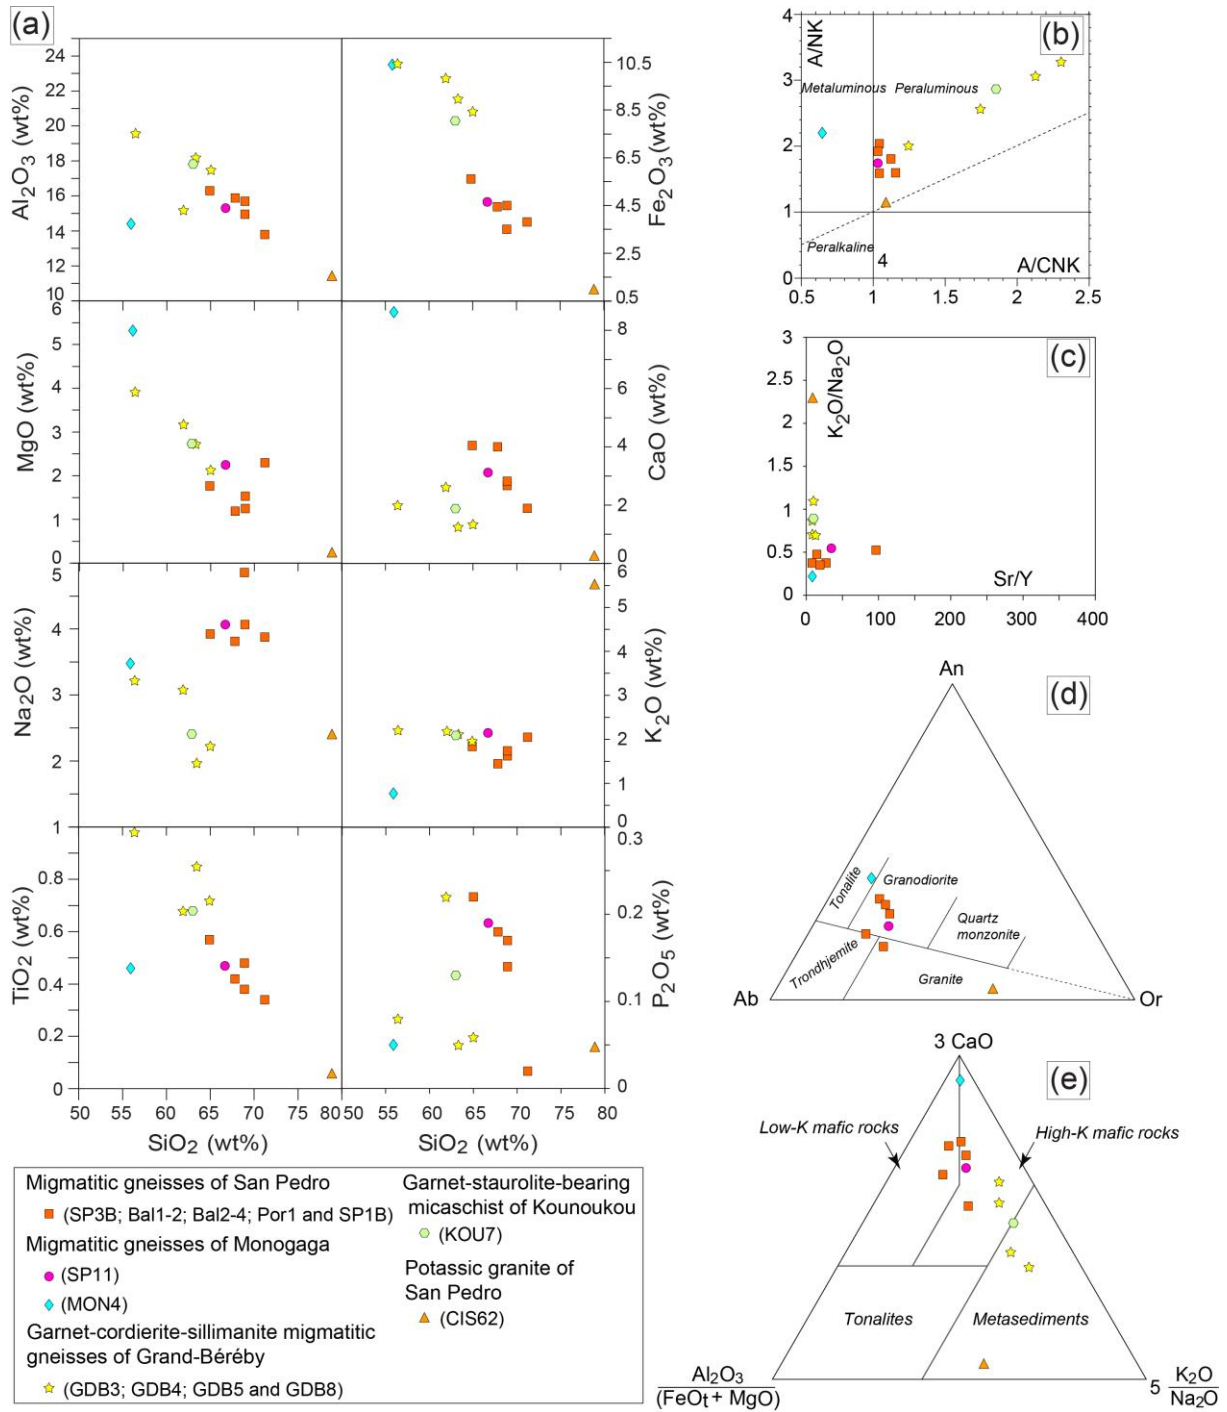 (a)
Al2O3 (wt%)
24
22
20
18
16
14
12
10
Fe2O3 (wt%)
10.5
8.5
6.5
4.5
2.5
0.5
MgO (wt%)
6
5
4
3
2
1
0
CaO (wt%)
8
6
4
2
0
Na2O (wt%)
5
4
3
2
1
K2O (wt%)
6
5
4
3
2
1
0
TiO2 (wt%)
0.8
0.6
0.4
0.2
0
P2O5 (wt%)
0.3
0.2
0.1
0
50 55 60 65 70 75 80
50 55 60 65 70 75 80
SiO2 (wt%)
SiO2 (wt%)
Migmatitic gneisses of San Pedro
(SP3B; Bal1-2; Bal2-4; Por1 and SP1B)
Migmatitic gneisses of Monogaga
(SP11)
(MON4)
Garnet-cordierite-sillimanite migmatitic
gneisses of Grand-Béréby
(GDB3; GDB4; GDB5 and GDB8)
Garnet-staurolite-bearing
micaschist of Kounoukou
(KOU7)
Potassic granite of
San Pedro
(CIS62)
(b)
A/NK
4
3
2
1
0
Metaluminous
Peraluminous
Peralkaline
4
A/CNK
0.5 1 1.5 2 2.5
(c)
K2O/Na2O
3
2.5
2
1.5
1
0.5
0
Sr/Y
0 100 200 300 400
(d)
An
Tonalite
Granodiorite
Quartz
monzonite
Trondhjemite
Granite
Ab
Or
(e)
3 CaO
Low-K mafic rocks
High-K mafic rocks
Tonalites
Metasediments
Al2O3
(FeOt + MgO)
5 K2O
Na2O